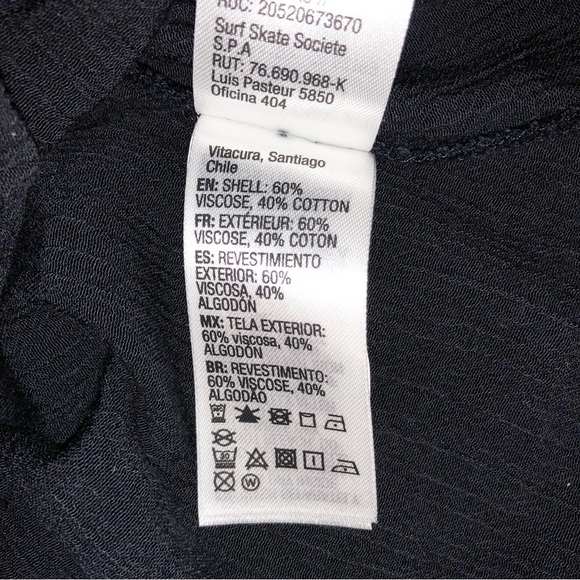 RUC: 20520673670
Surf Skate Societe
S.P.A
RUT: 76.690.968-K
Luis Pasteur 5850
Oficina 404
Vitacura, Santiago
Chile
EN: SHELL: 60%
VISCOSE, 40% COTTON
FR: EXTÉRIEUR: 60%
VISCOSE, 40% COTON
ES: REVESTIMIENTO
EXTERIOR: 60%
VISCOSA, 40%
ALGODÓN
MX: TELA EXTERIOR:
60% viscosa, 40%
ALGODÓN
BR: REVESTIMENTO:
60% VISCOSE, 40%
ALGODÃO
W